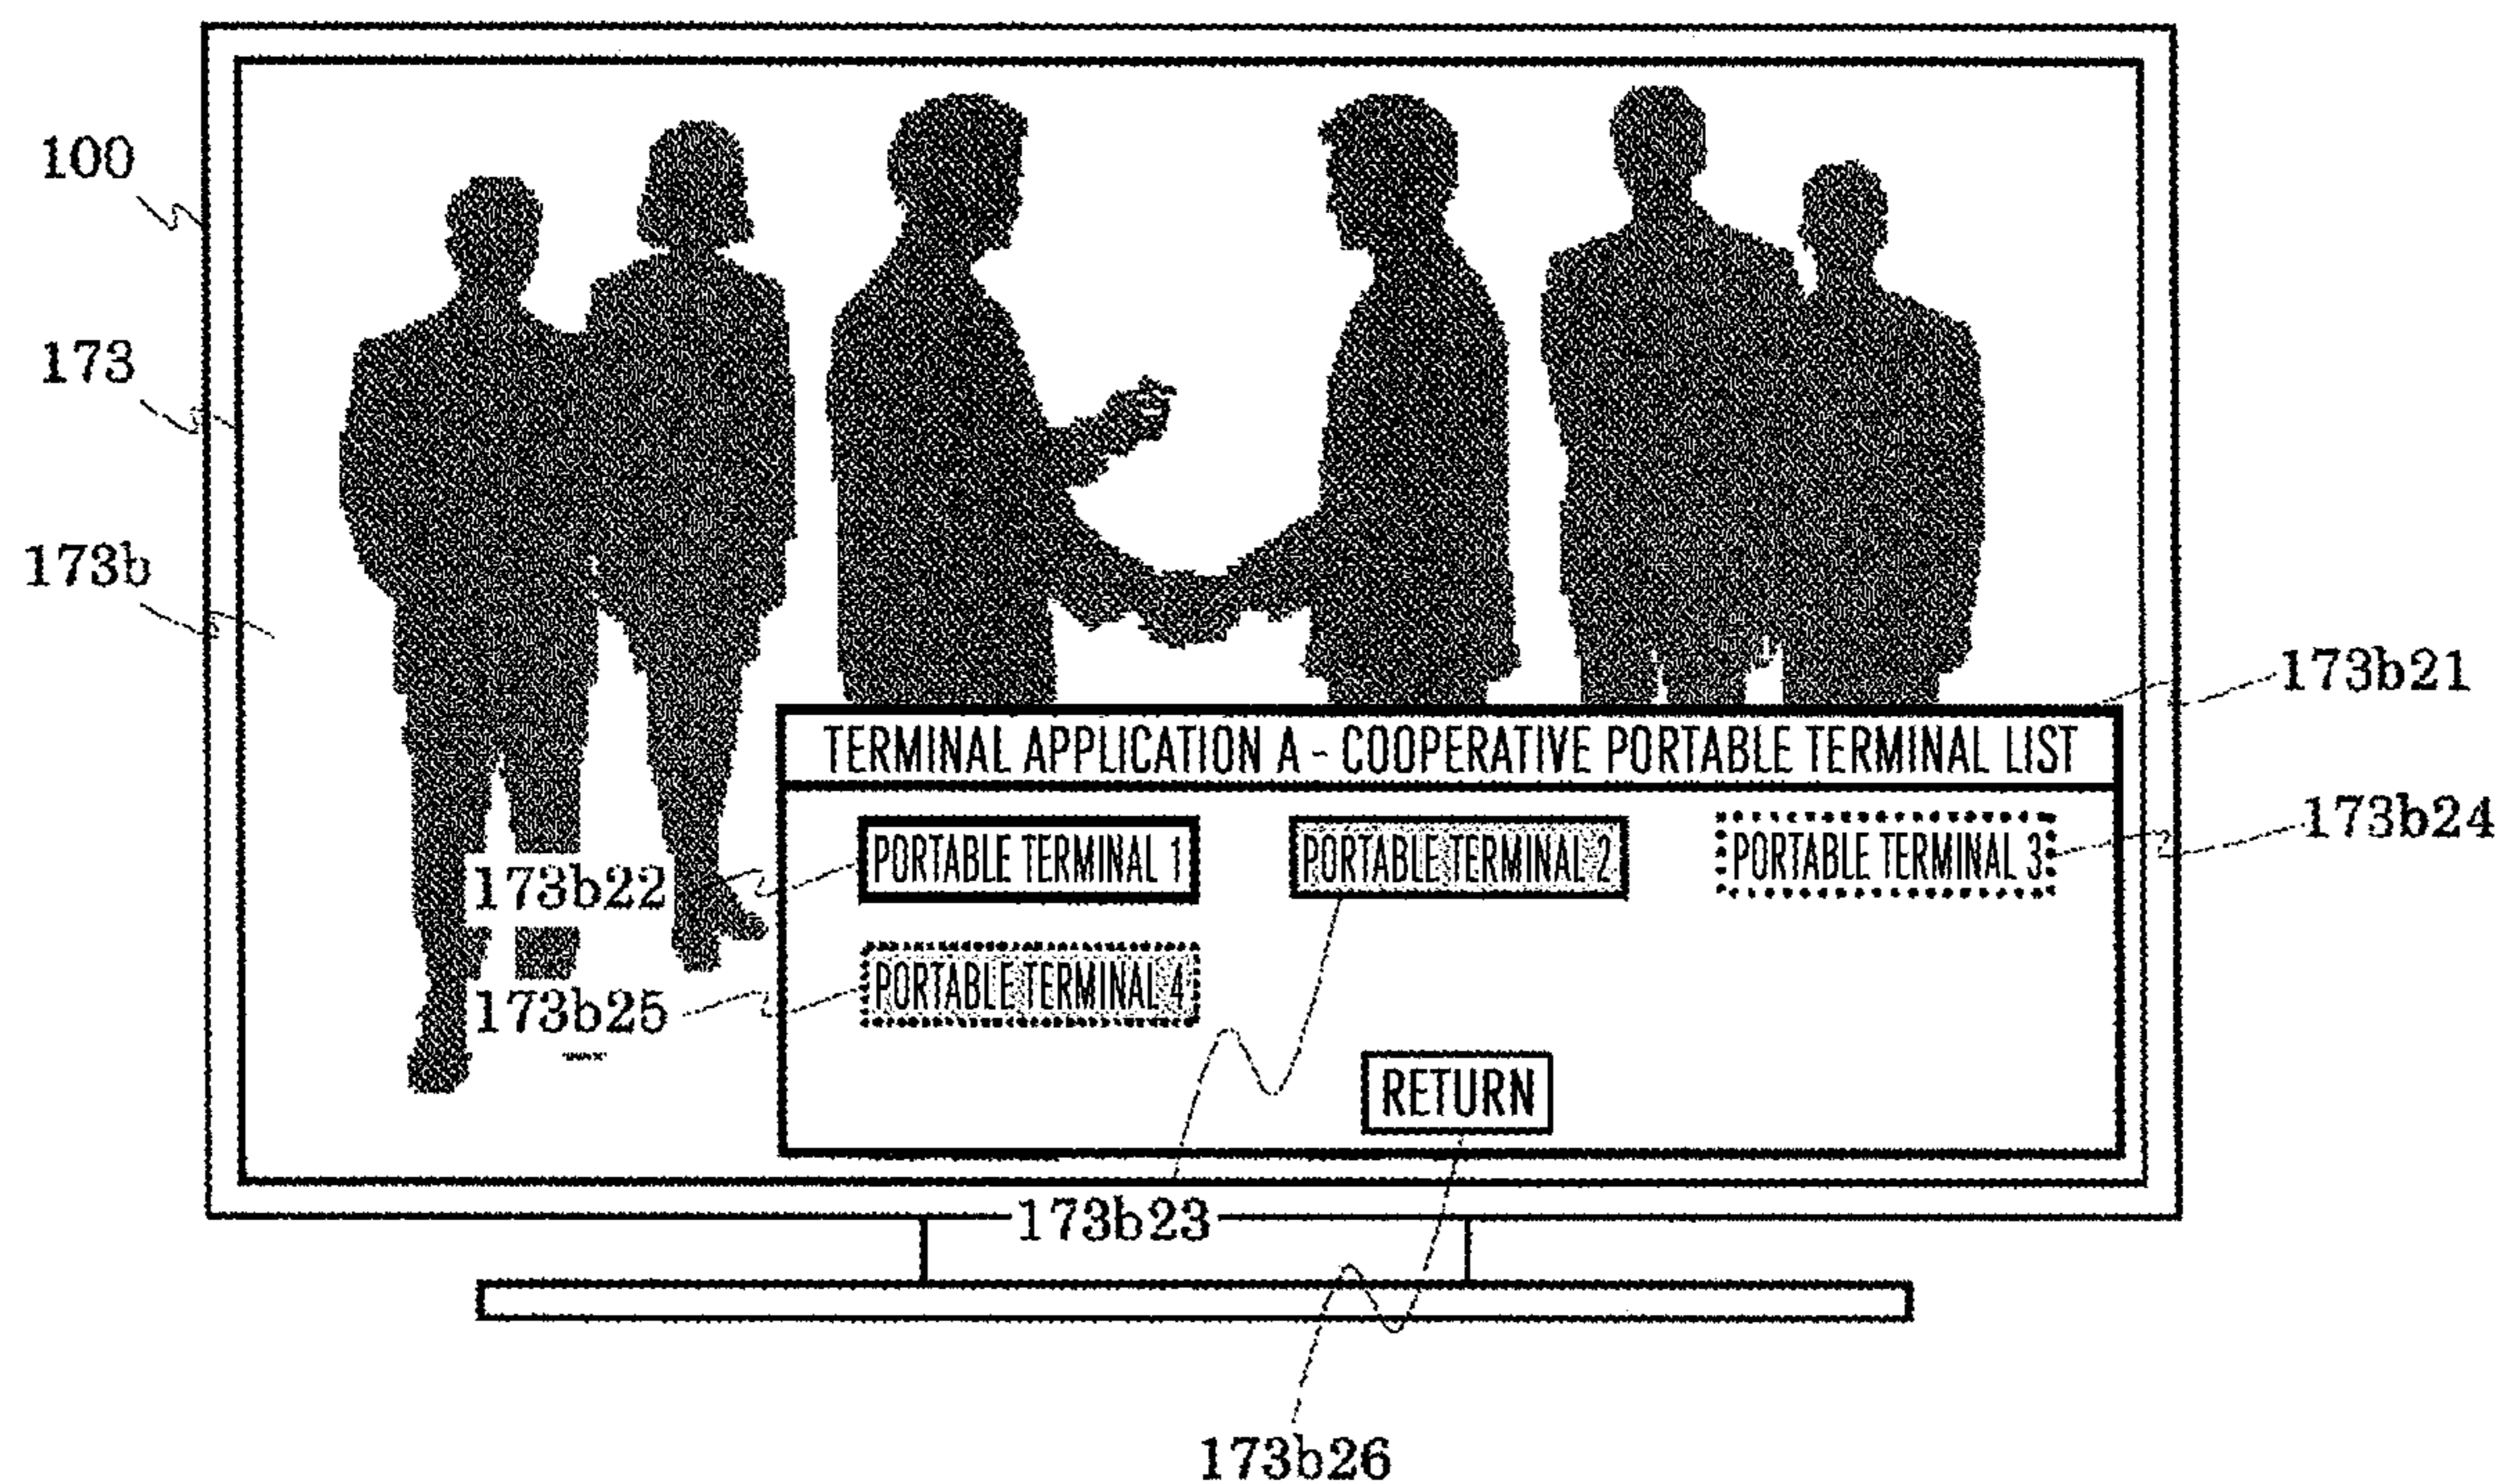 100
173
173b
173b21
TERMINAL APPLICATION A - COOPERATIVE PORTABLE TERMINAL LIST
173b24
PORTABLE TERMINAL 1
PORTABLE TERMINAL 2
PORTABLE TERMINAL 3
173b22
PORTABLE TERMINAL 4
173b25
RETURN
173b23
173b26